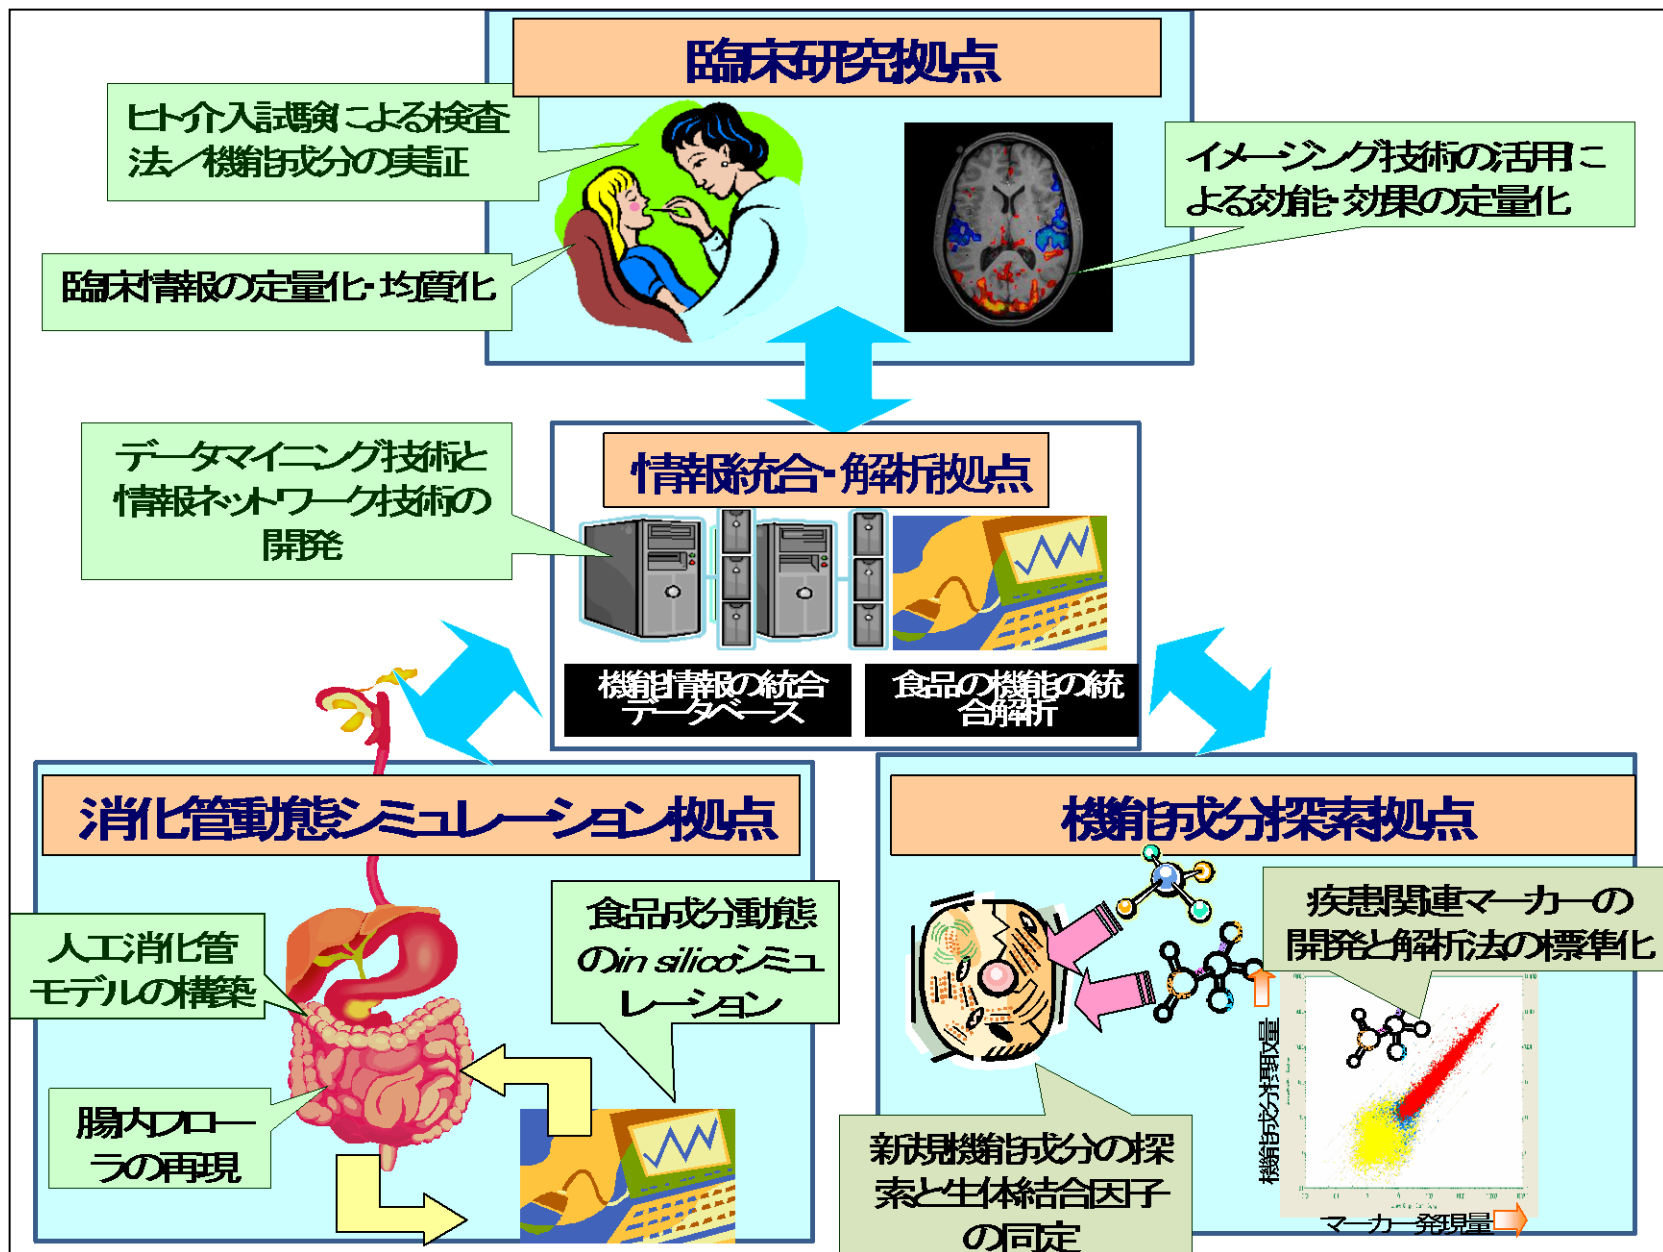 臨床研究拠点
ヒト介入試験による検査
法／機能成分の実証
イメージング技術の活用に
よる効能・効果の定量化
臨床情報の定量化・均質化
データマイニング技術と
情報ネットワーク技術の
開発
情報統合・解析拠点
機能情報の統合
データベース
食品の機能の統
合解析
消化管動態シミュレーション拠点
人工消化管
モデルの構築
食品成分動態
のin silicoシミュ
レーション
腸内フロー
ラの再現
機能成分探索拠点
疾患関連マーカーの
開発と解析法の標準化
機能成分摂取量
マーカー発現量
新規機能成分の探
索と生体結合因子
の同定